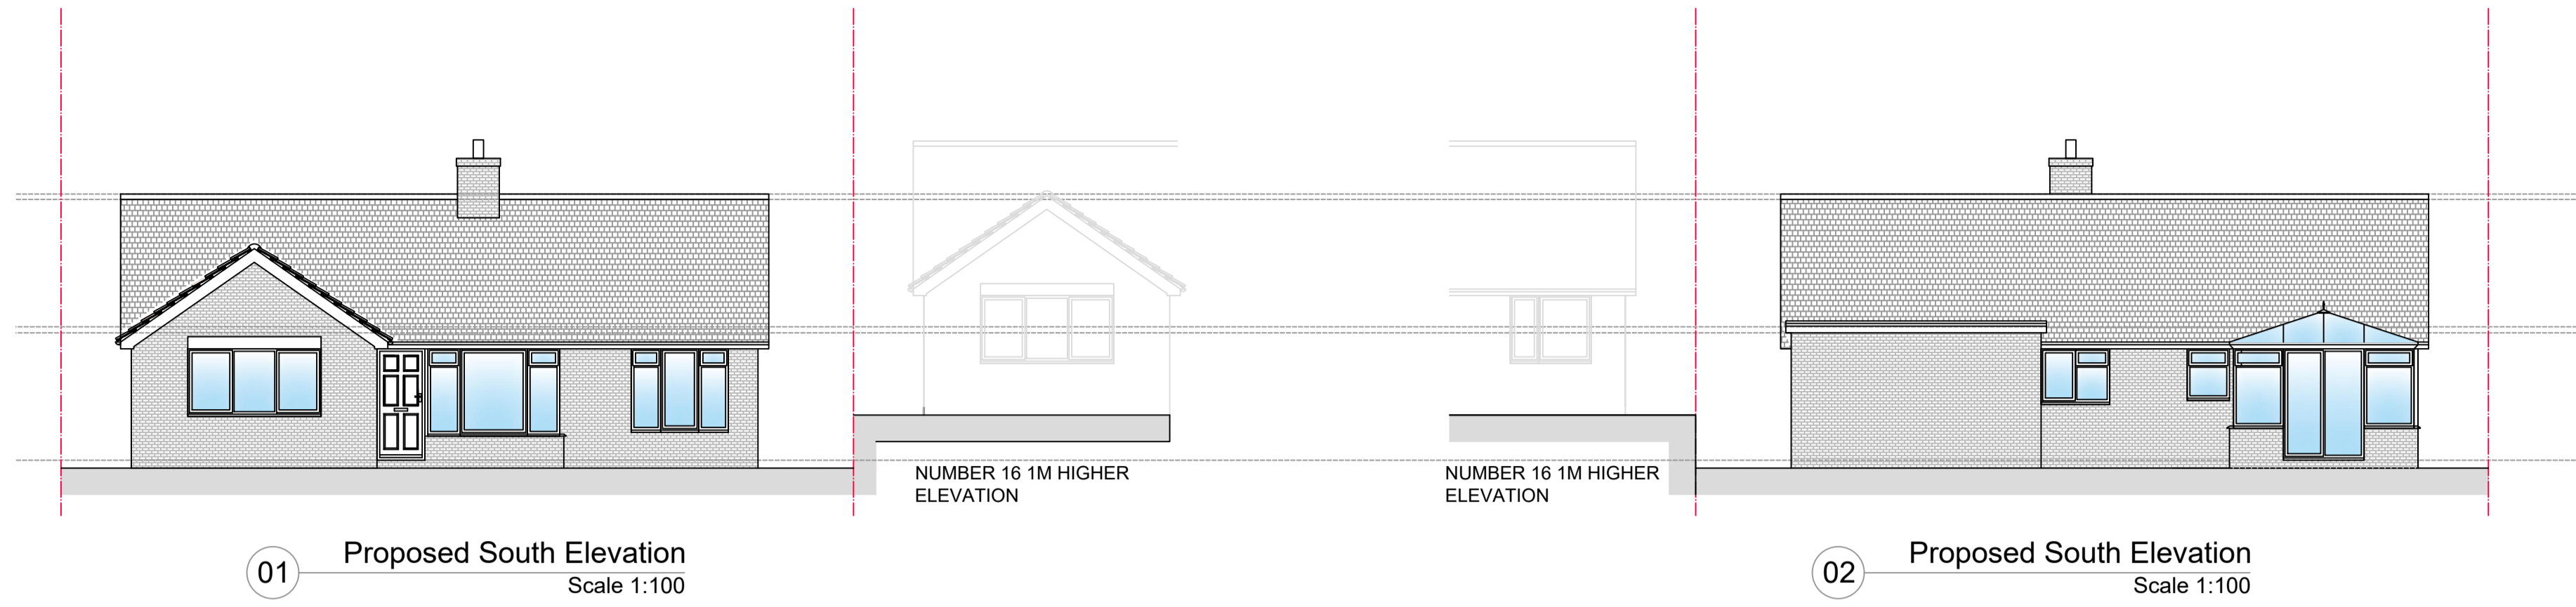 NUMBER 16 1M HIGHER
ELEVATION
NUMBER 16 1M HIGHER
ELEVATION
01
Proposed South Elevation
Scale 1:100
02
Proposed South Elevation
Scale 1:100